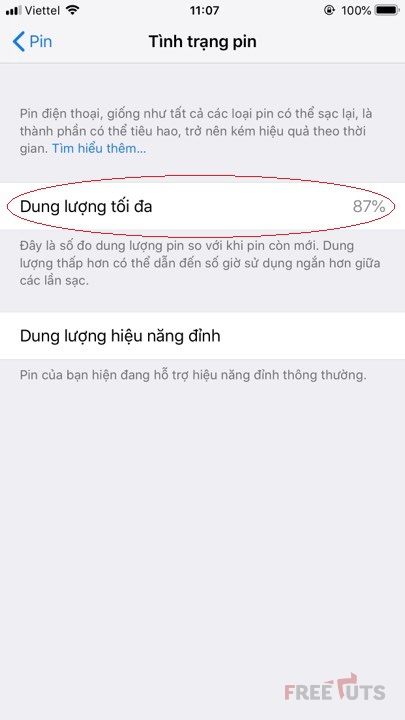 Viettel 11:07 100%
Pin Tình trạng pin
Pin điện thoại, giống như tất cả các loại pin có thể sạc lại, là
thành phần có thể tiêu hao, trở nên kém hiệu quả theo thời
gian. Tìm hiểu thêm...
Dung lượng tối đa 87%
Đây là số đo dung lượng pin so với khi pin còn mới. Dung
lượng thấp hơn có thể dẫn đến số giờ sử dụng ngắn hơn giữa
các lần sạc.
Dung lượng hiệu năng đỉnh
Pin của bạn hiện đang hỗ trợ hiệu năng đỉnh thông thường.
FREETUTS